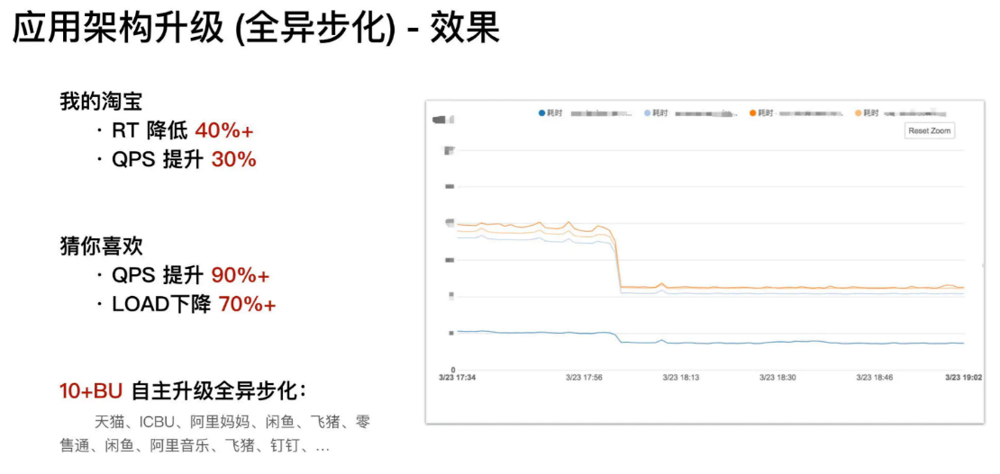 应用架构升级 (全异步化) - 效果
我的淘宝
· RT 降低 40%+
· QPS 提升 30%
猜你喜欢
· QPS 提升 90%+
· LOAD下降 70%+
10+BU 自主升级全异步化：
天猫、ICBU、阿里妈妈、闲鱼、飞猪、零
售通、闲鱼、阿里音乐、飞猪、钉钉、...
耗时 耗时 耗时 耗时
Reset Zoom
0
3/23 17:34 3/23 17:56 3/23 18:13 3/23 18:30 3/23 18:46 3/23 19:02